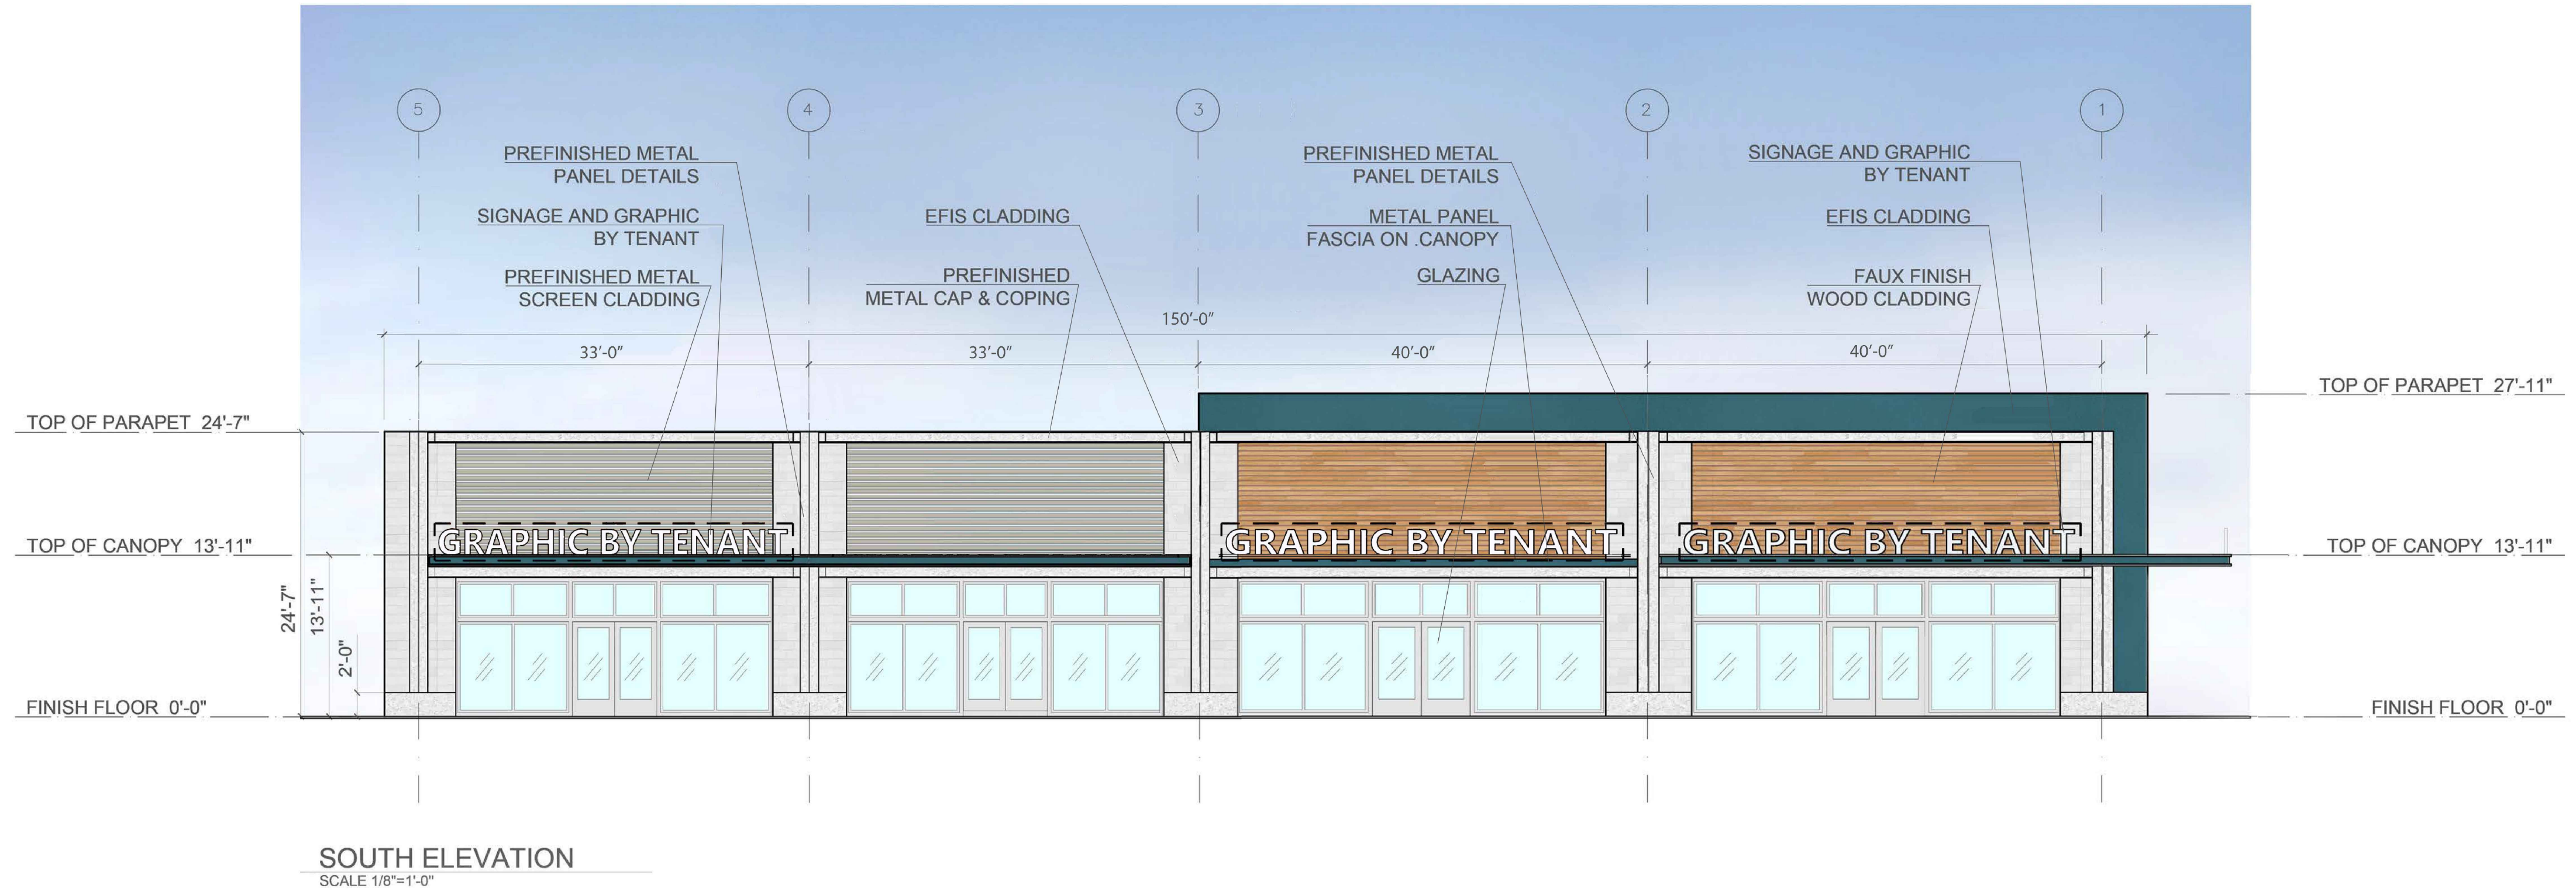 5 4 3 2 1
PREFINISHED METAL
PANEL DETAILS
SIGNAGE AND GRAPHIC
BY TENANT
PREFINISHED METAL
SCREEN CLADDING
EFIS CLADDING
PREFINISHED
METAL CAP & COPING
PREFINISHED METAL
PANEL DETAILS
METAL PANEL
FASCIA ON .CANOPY
GLAZING
SIGNAGE AND GRAPHIC
BY TENANT
EFIS CLADDING
FAUX FINISH
WOOD CLADDING
150'-0"
33'-0" 33'-0" 40'-0" 40'-0"
TOP OF PARAPET 24'-7"
TOP OF PARAPET 27'-11"
GRAPHIC BY TENANT
GRAPHIC BY TENANT
GRAPHIC BY TENANT
TOP OF CANOPY 13'-11"
TOP OF CANOPY 13'-11"
24'-7"
13'-11"
2'-0"
FINISH FLOOR 0'-0"
FINISH FLOOR 0'-0"
SOUTH ELEVATION
SCALE 1/8"=1'-0"